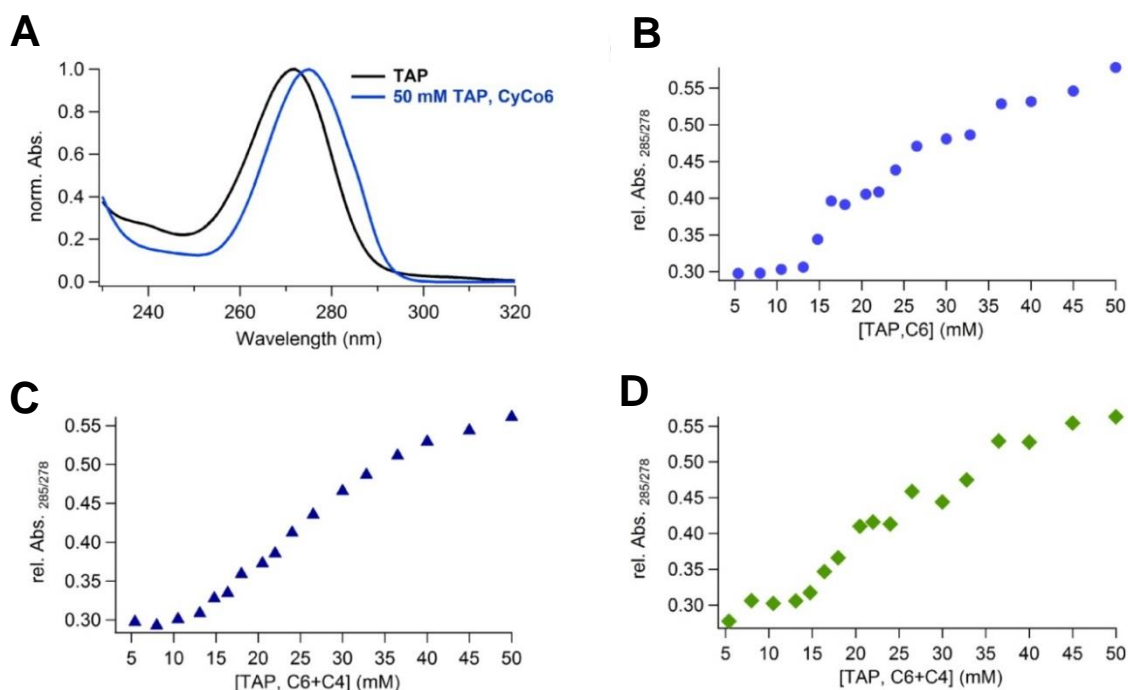 A
TAP
50 mM TAP, CyCo6
norm. Abs.
1.0
0.8
0.6
0.4
0.2
0.0
240 260 280 300 320
Wavelength (nm)
B
rel. Abs. 285/278
0.55
0.50
0.45
0.40
0.35
0.30
5 10 15 20 25 30 35 40 45 50
[TAP,C6] (mM)
C
rel. Abs. 285/278
0.55
0.50
0.45
0.40
0.35
0.30
5 10 15 20 25 30 35 40 45 50
[TAP, C6+C4] (mM)
D
rel. Abs. 285/278
0.55
0.50
0.45
0.40
0.35
0.30
5 10 15 20 25 30 35 40 45 50
[TAP, C6+C4] (mM)